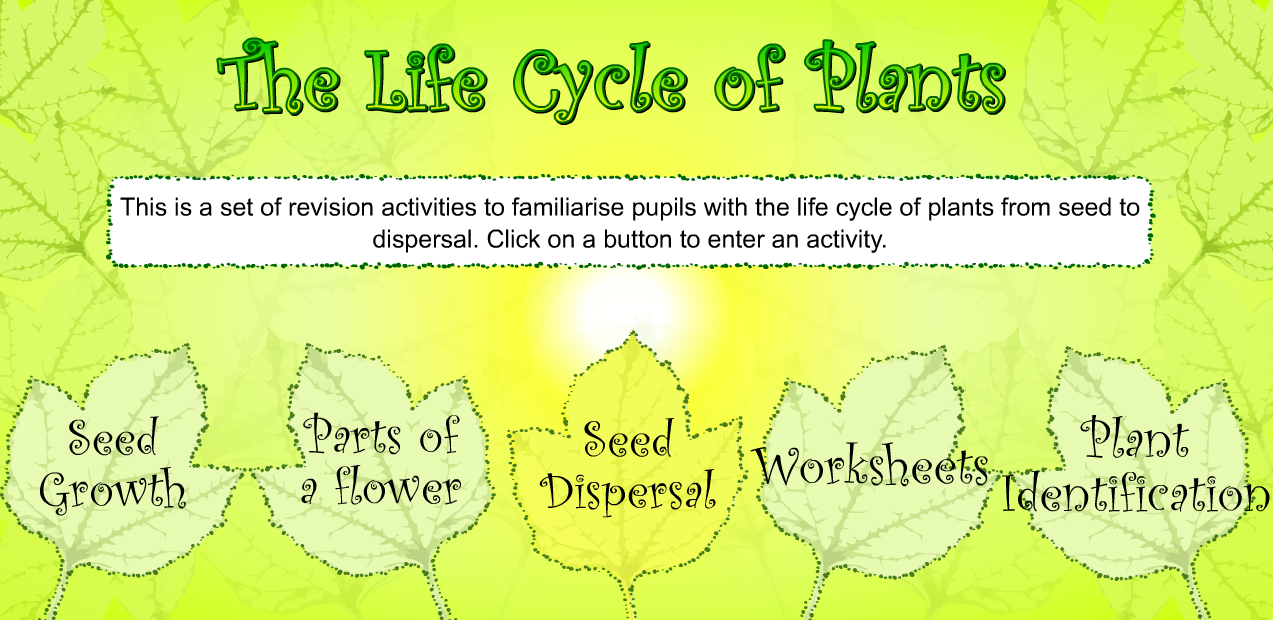 The Life Cycle of Plants
This is a set of revision activities to familiarise pupils with the life cycle of plants from seed to
dispersal. Click on a button to enter an activity.
Seed
Growth
Parts of
a flower
Seed
Dispersal
Worksheets
Plant
Identification